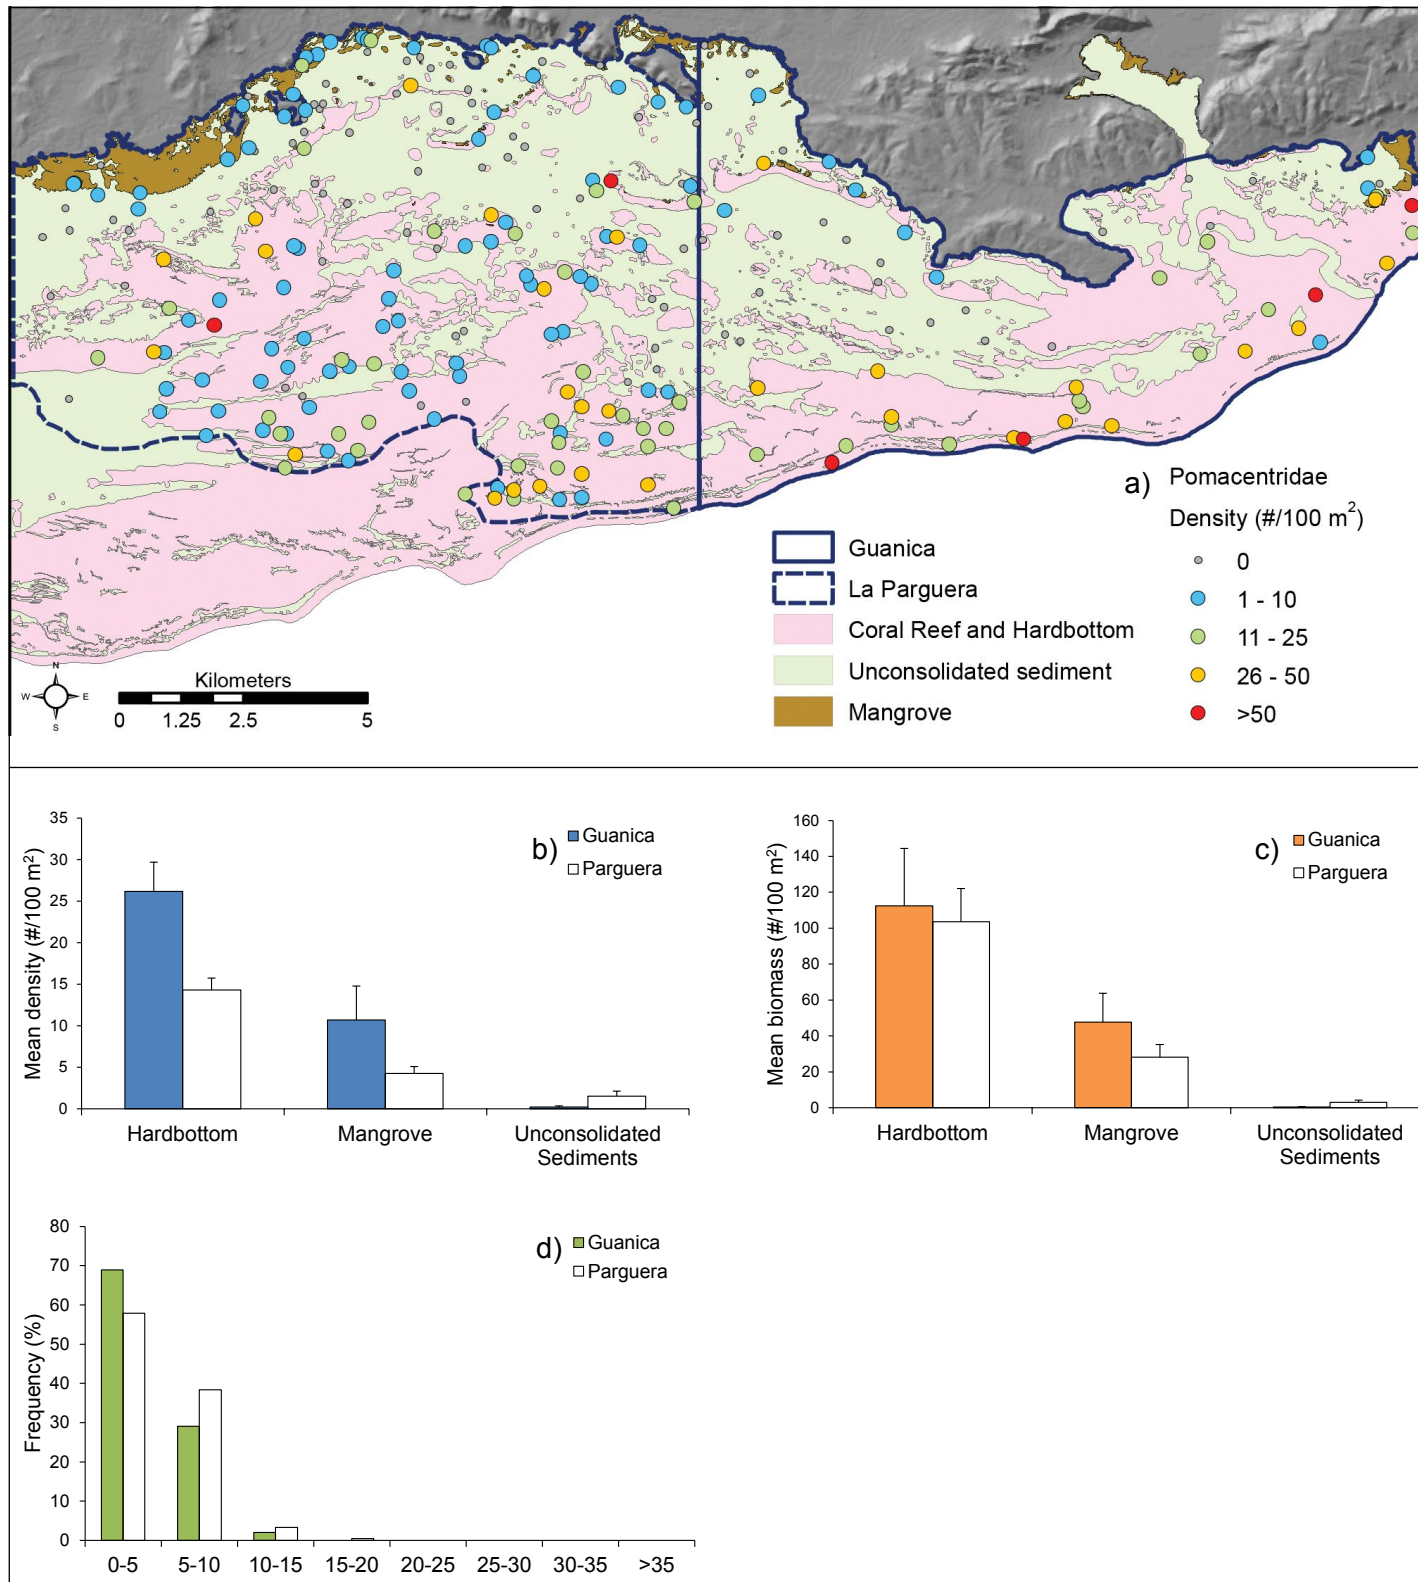 a) Pomacentridae
Density (#/100 m²)
0
1 - 10
11 - 25
26 - 50
>50
Guanica
La Parguera
Coral Reef and Hardbottom
Unconsolidated sediment
Mangrove
N
W E
S
Kilometers
0 1.25 2.5 5
b)
Guanica
Parguera
Mean density (#/100 m²)
35
30
25
20
15
10
5
0
Hardbottom Mangrove Unconsolidated
Sediments
c)
Guanica
Parguera
Mean biomass (#/100 m²)
160
140
120
100
80
60
40
20
0
Hardbottom Mangrove Unconsolidated
Sediments
d)
Guanica
Parguera
Frequency (%)
80
70
60
50
40
30
20
10
0
0-5 5-10 10-15 15-20 20-25 25-30 30-35 >35